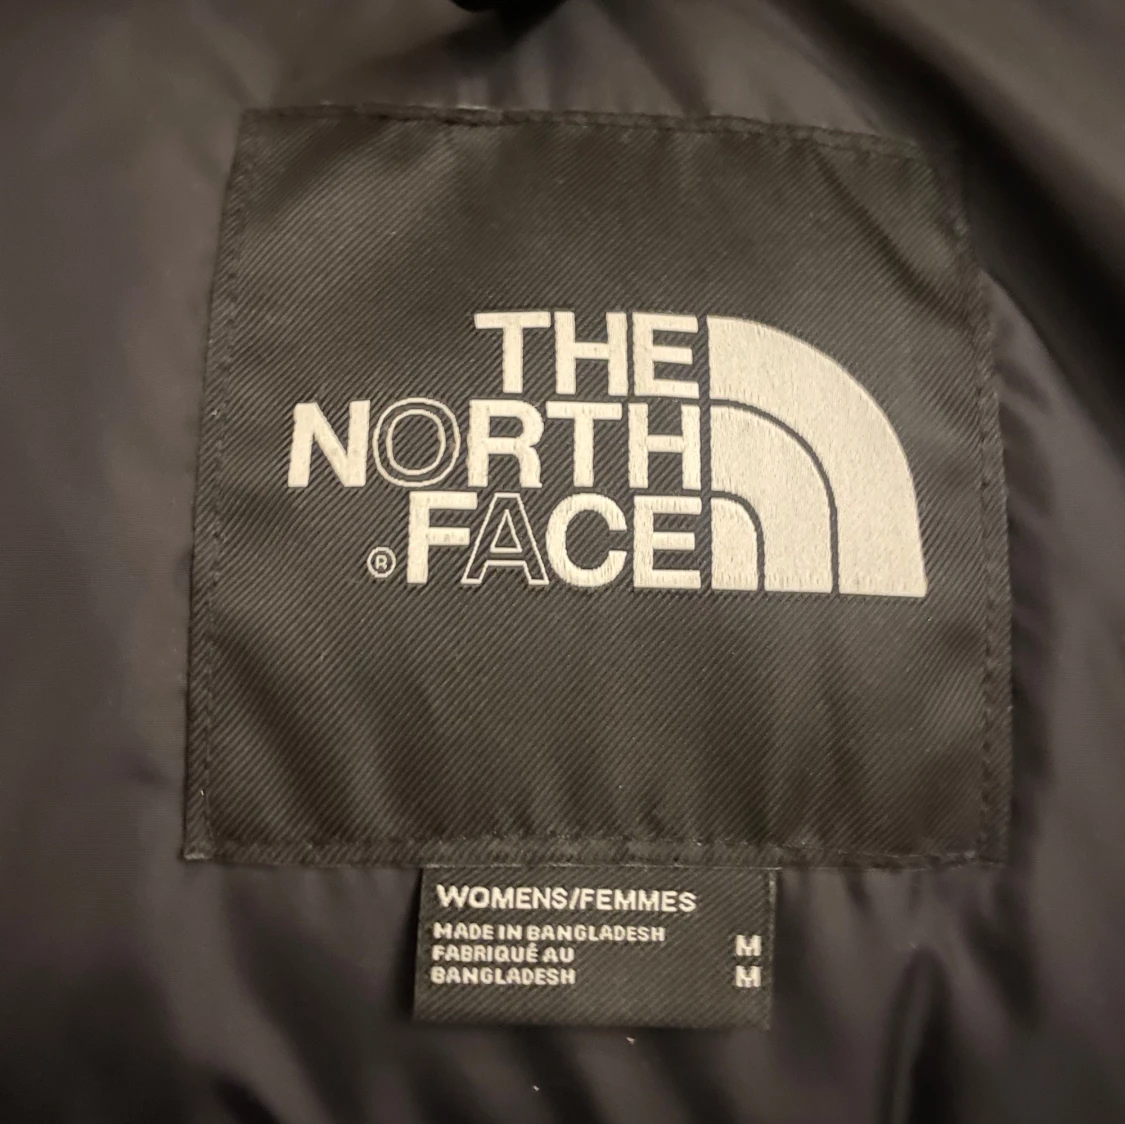 THE
NORTH
FACE
®
WOMENS/FEMMES
MADE IN BANGLADESH M
FABRIQUÉ AU
BANGLADESH M